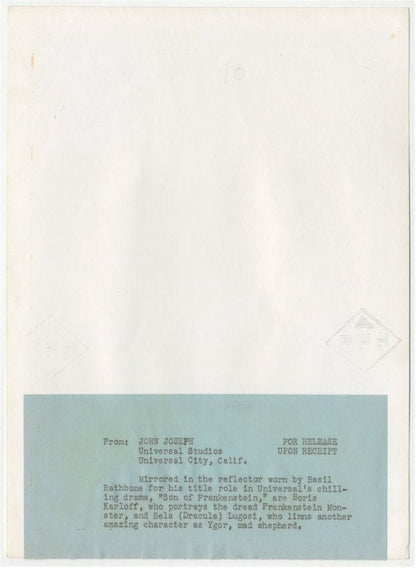 10
From: JOHN JOSEPH FOR RELEASE
Universal Studios UPON RECEIPT
Universal City, Calif.
Mirrored in the reflector worn by Basil
Rathbone for his title role in Universal's chill-
ing drama, "Son of Frankenstein," are Boris
Karloff, who portrays the dread Frankenstein Mon-
ster, and Bela (Dracula) Lugosi, who limns another
amazing character as Ygor, mad shepherd.